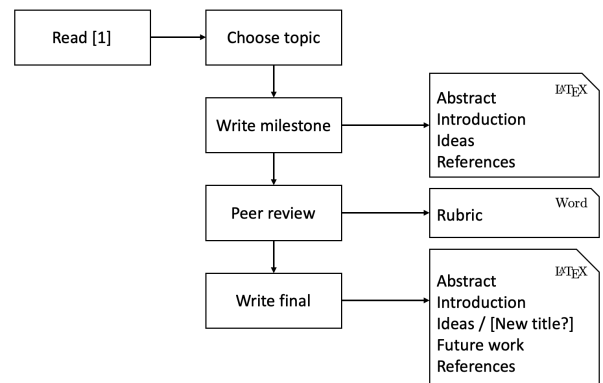 Read [1]
Choose topic
Write milestone
LATEX
Abstract
Introduction
Ideas
References
Peer review
Word
Rubric
Write final
LATEX
Abstract
Introduction
Ideas / [New title?]
Future work
References